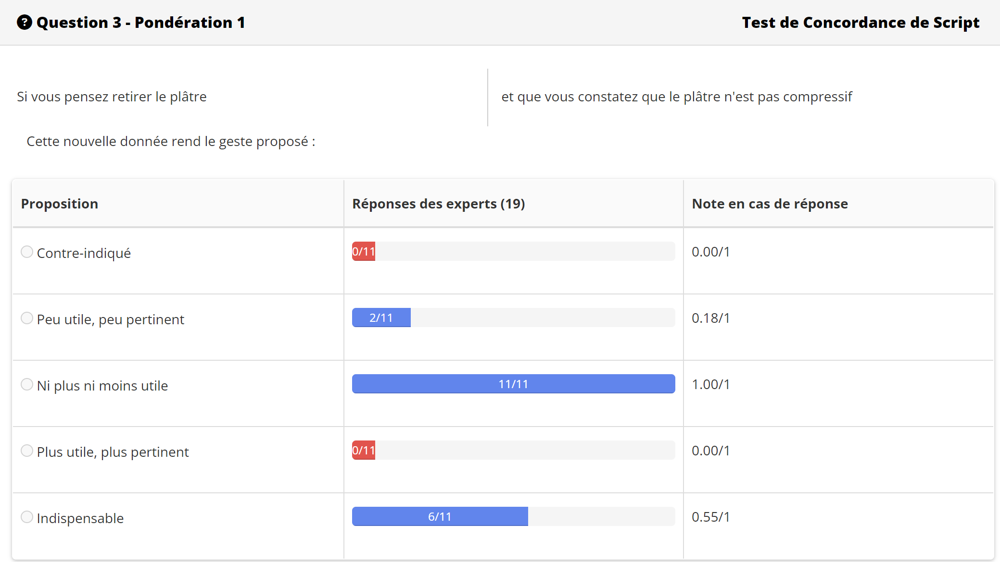 Question 3 - Pondération 1
Test de Concordance de Script
Si vous pensez retirer le plâtre
et que vous constatez que le plâtre n'est pas compressif
Cette nouvelle donnée rend le geste proposé :
Proposition
Réponses des experts (19)
Note en cas de réponse
Contre-indiqué
0/11
0.00/1
Peu utile, peu pertinent
2/11
0.18/1
Ni plus ni moins utile
11/11
1.00/1
Plus utile, plus pertinent
0/11
0.00/1
Indispensable
6/11
0.55/1